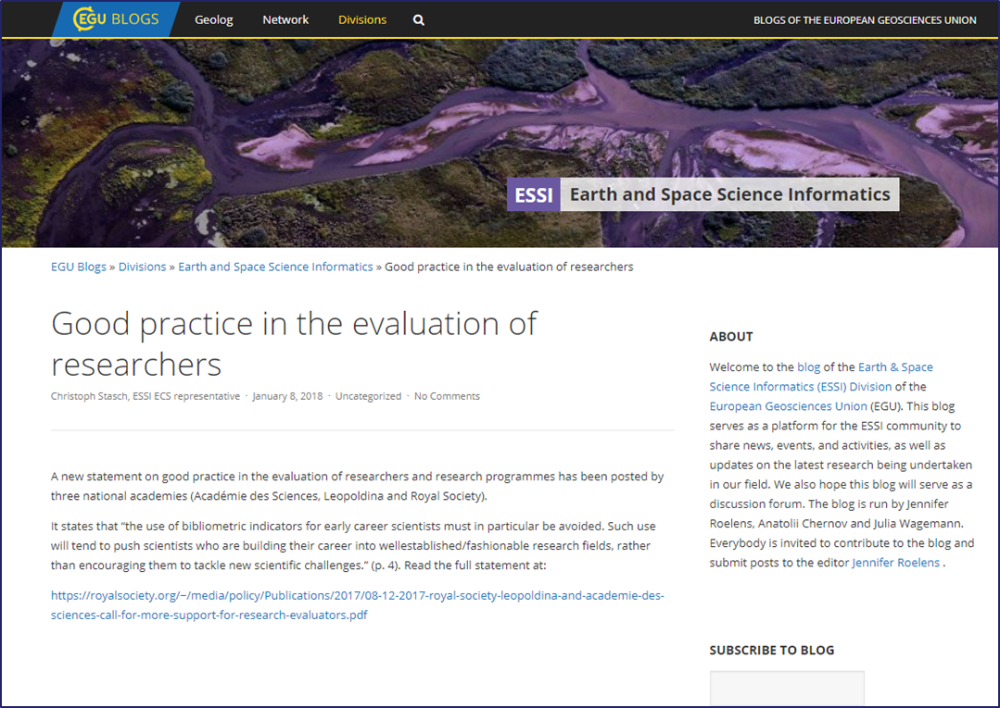 EGU BLOGS
Geolog
Network
Divisions
BLOGS OF THE EUROPEAN GEOSCIENCES UNION
ESSI Earth and Space Science Informatics
EGU Blogs » Divisions » Earth and Space Science Informatics » Good practice in the evaluation of researchers
Good practice in the evaluation of
researchers
Christoph Stasch, ESSI ECS representative · January 8, 2018 · Uncategorized · No Comments
A new statement on good practice in the evaluation of researchers and research programmes has been posted by
three national academies (Académie des Sciences, Leopoldina and Royal Society).
It states that “the use of bibliometric indicators for early career scientists must in particular be avoided. Such use
will tend to push scientists who are building their career into wellestablished/fashionable research fields, rather
than encouraging them to tackle new scientific challenges.” (p. 4). Read the full statement at:
https://royalsociety.org/~/media/policy/Publications/2017/08-12-2017-royal-society-leopoldina-and-academie-des-
sciences-call-for-more-support-for-research-evaluators.pdf
ABOUT
Welcome to the blog of the Earth & Space
Science Informatics (ESSI) Division of the
European Geosciences Union (EGU). This blog
serves as a platform for the ESSI community to
share news, events, and activities, as well as
updates on the latest research being undertaken
in our field. We also hope this blog will serve as a
discussion forum. The blog is run by Jennifer
Roelens, Anatolii Chernov and Julia Wagemann.
Everybody is invited to contribute to the blog and
submit posts to the editor Jennifer Roelens .
SUBSCRIBE TO BLOG